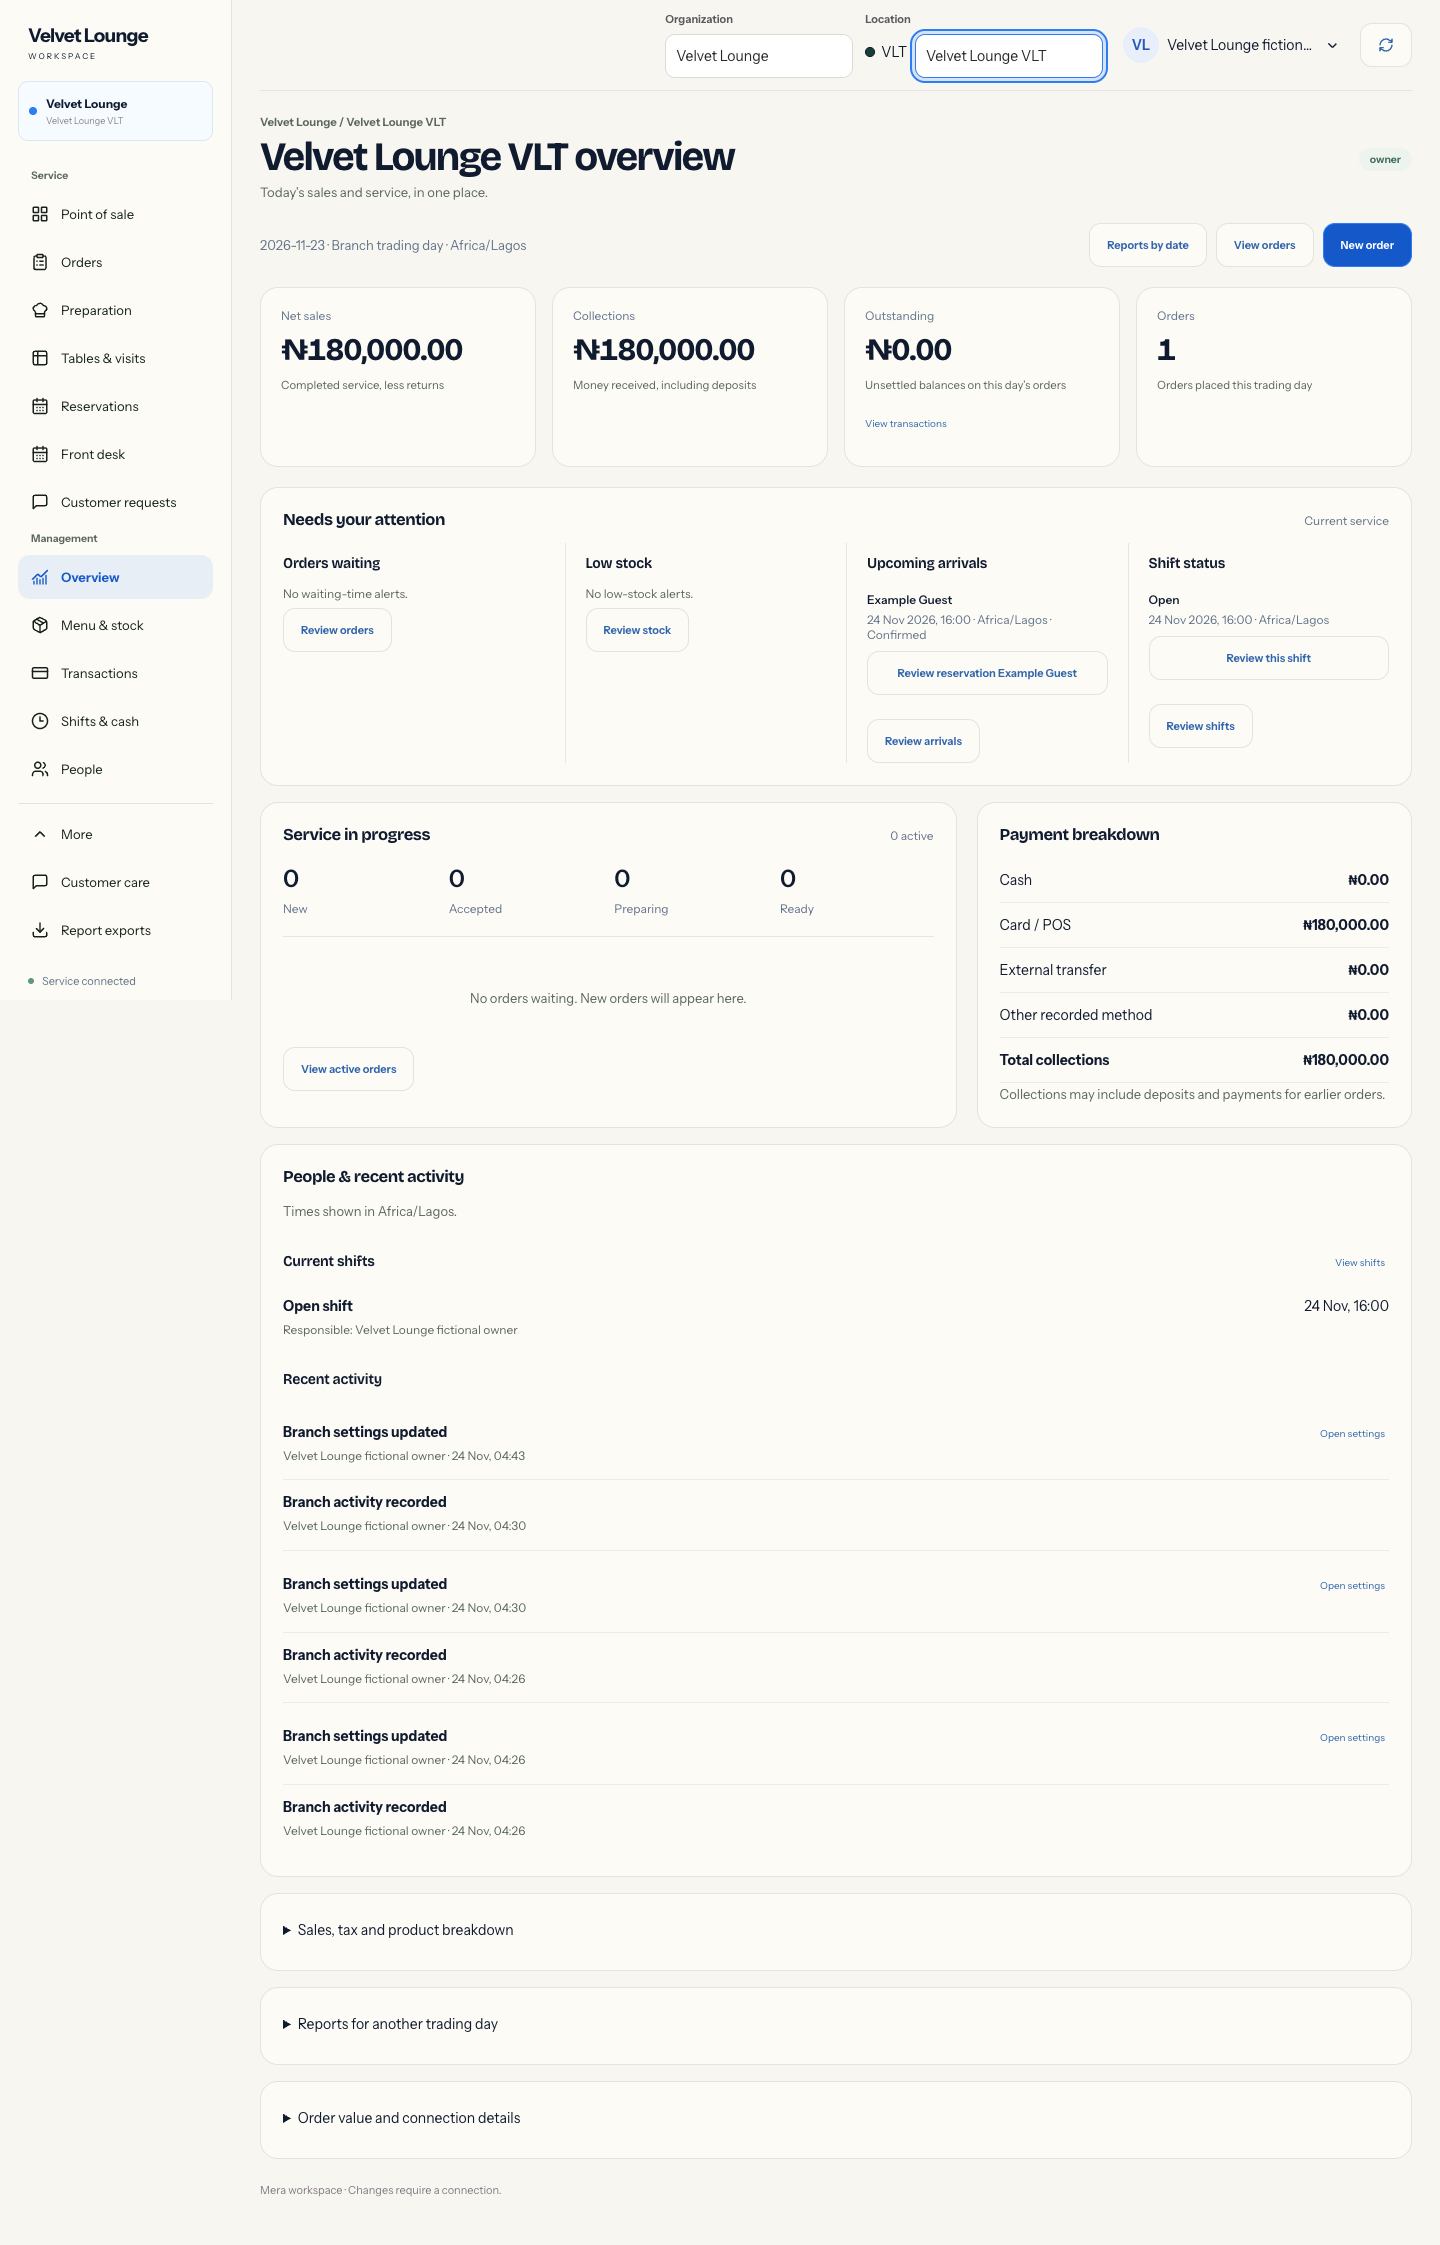 Velvet Lounge
WORKSPACE
Velvet Lounge
Velvet Lounge VLT
Service
Point of sale
Orders
Preparation
Tables & visits
Reservations
Front desk
Customer requests
Management
Overview
Menu & stock
Transactions
Shifts & cash
People
More
Customer care
Report exports
Service connected
Organization
Velvet Lounge
Location
VLT
Velvet Lounge VLT
VL
Velvet Lounge fiction...
Velvet Lounge / Velvet Lounge VLT
Velvet Lounge VLT overview
owner
Today's sales and service, in one place.
2026-11-23 · Branch trading day · Africa/Lagos
Reports by date
View orders
New order
Net sales
₦180,000.00
Completed service, less returns
Collections
₦180,000.00
Money received, including deposits
Outstanding
₦0.00
Unsettled balances on this day's orders
View transactions
Orders
1
Orders placed this trading day
Needs your attention
Current service
Orders waiting
No waiting-time alerts.
Review orders
Low stock
No low-stock alerts.
Review stock
Upcoming arrivals
Example Guest
24 Nov 2026, 16:00 · Africa/Lagos ·
Confirmed
Review reservation Example Guest
Review arrivals
Shift status
Open
24 Nov 2026, 16:00 · Africa/Lagos
Review this shift
Review shifts
Service in progress
0 active
0
New
0
Accepted
0
Preparing
0
Ready
No orders waiting. New orders will appear here.
View active orders
Payment breakdown
Cash ₦0.00
Card / POS ₦180,000.00
External transfer ₦0.00
Other recorded method ₦0.00
Total collections ₦180,000.00
Collections may include deposits and payments for earlier orders.
People & recent activity
Times shown in Africa/Lagos.
Current shifts
View shifts
Open shift
24 Nov, 16:00
Responsible: Velvet Lounge fictional owner
Recent activity
Branch settings updated
Open settings
Velvet Lounge fictional owner · 24 Nov, 04:43
Branch activity recorded
Velvet Lounge fictional owner · 24 Nov, 04:30
Branch settings updated
Open settings
Velvet Lounge fictional owner · 24 Nov, 04:30
Branch activity recorded
Velvet Lounge fictional owner · 24 Nov, 04:26
Branch settings updated
Open settings
Velvet Lounge fictional owner · 24 Nov, 04:26
Branch activity recorded
Velvet Lounge fictional owner · 24 Nov, 04:26
Sales, tax and product breakdown
Reports for another trading day
Order value and connection details
Mera workspace · Changes require a connection.